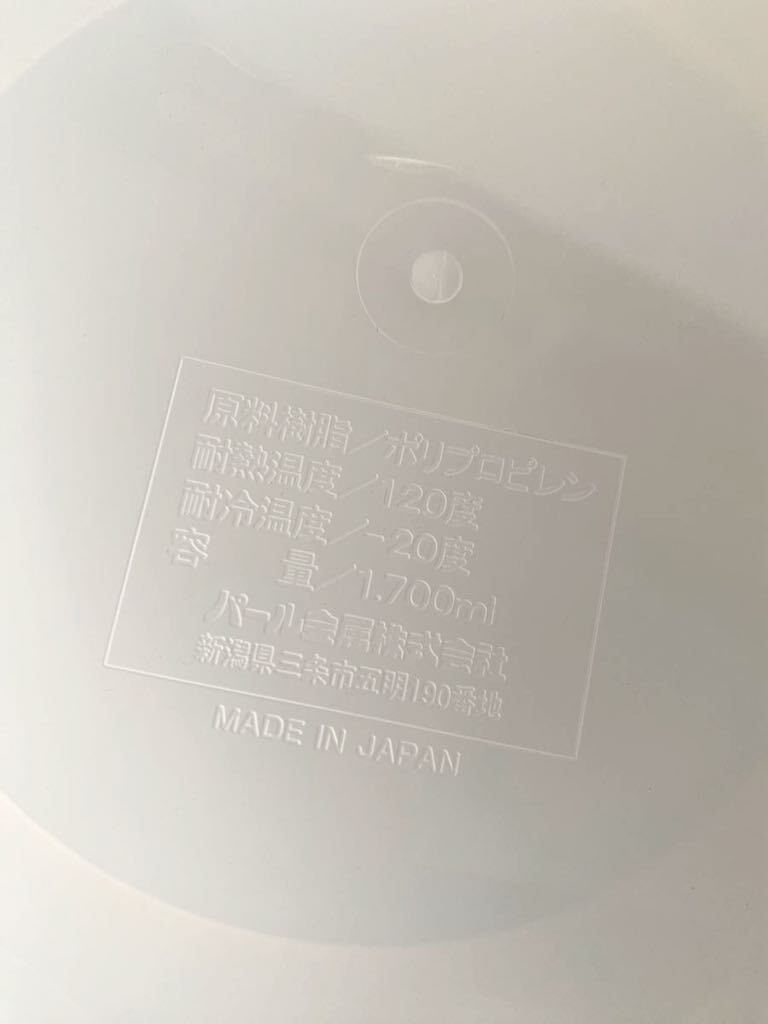 原料樹脂/ポリプロピレン
耐熱温度/120度
耐冷温度/-20度
容 量/1.700ml
パール金属株式会社
新潟県三条市五明190番地
MADE IN JAPAN